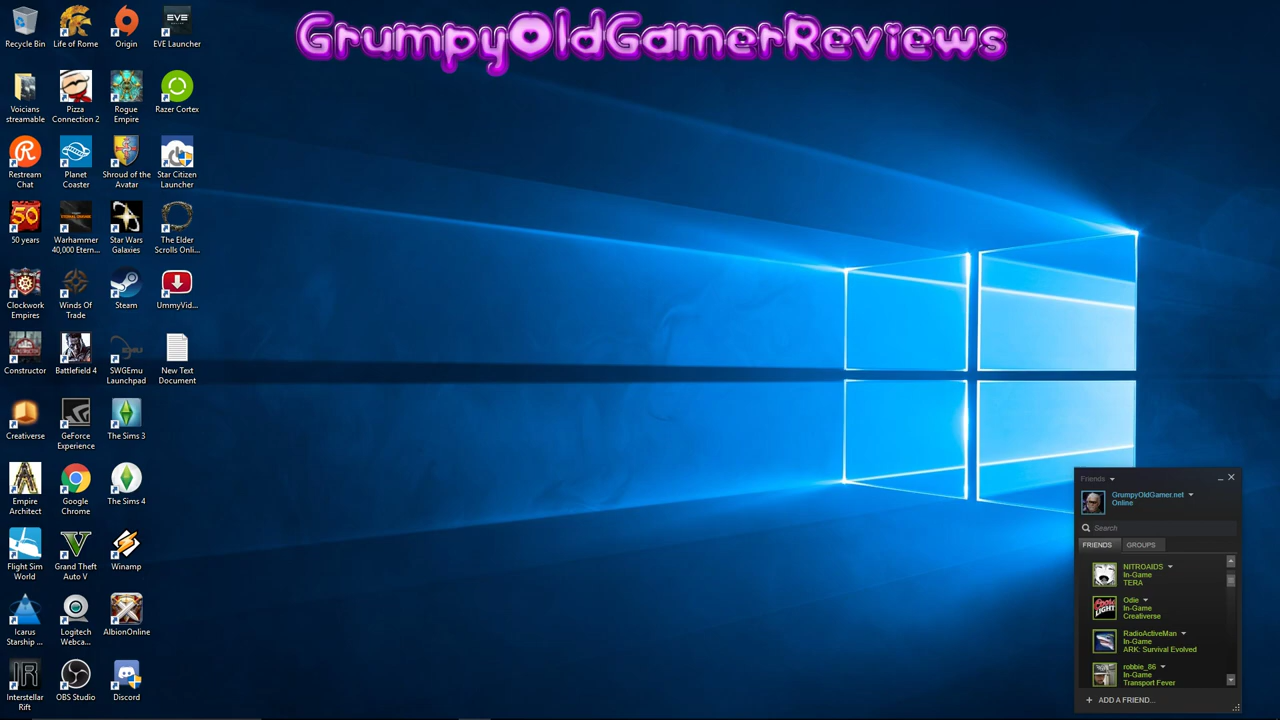 GrumpyOldGamerReviews
Recycle Bin
Life of Rome
Origin
EVE
EVE Launcher
Voicians
streamable
Pizza
Connection 2
Rogue
Empire
Razer Cortex
Restream
Chat
Planet
Coaster
Shroud of the
Avatar
Star Citizen
Launcher
50
50 years
Warhammer
40,000 Etern...
Star Wars
Galaxies
The Elder
Scrolls Onli...
Clockwork
Empires
Winds Of
Trade
Steam
UmmyVid...
Constructor
Battlefield 4
SWGEmu
Launchpad
New Text
Document
Creativerse
GeForce
Experience
The Sims 3
Empire
Architect
Google
Chrome
The Sims 4
Flight Sim
World
Grand Theft
Auto V
Winamp
Icarus
Starship ...
Logitech
Webca...
AlbionOnline
Interstellar
Rift
OBS Studio
Discord
Friends
GrumpyOldGamer.net
Online
Search
FRIENDS
GROUPS
NITROAIDS
In-Game
TERA
Odie
In-Game
Creativerse
RadioActiveMan
In-Game
ARK: Survival Evolved
robbie_86
In-Game
Transport Fever
+ ADD A FRIEND...